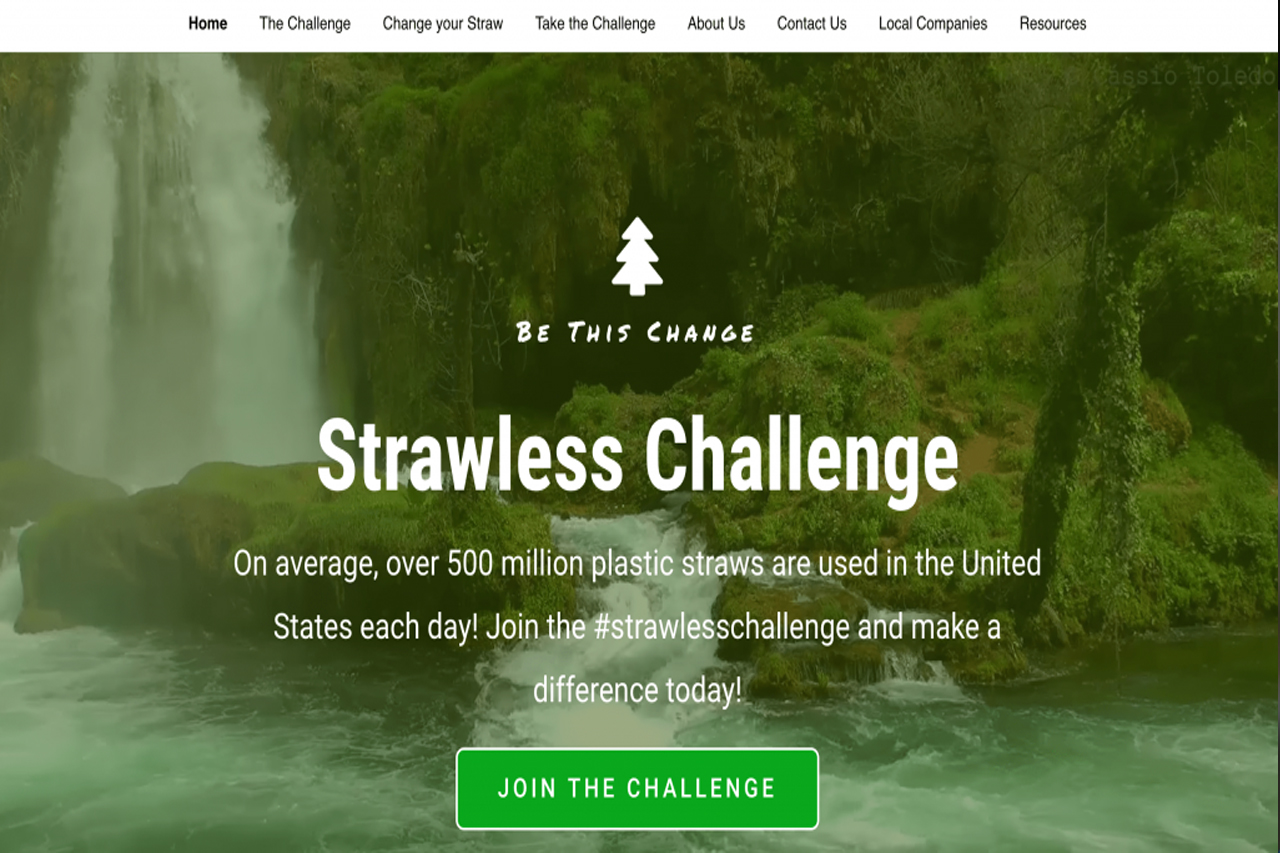 Home The Challenge Change your Straw Take the Challenge About Us Contact Us Local Companies Resources
Cassio Toledo
Be This Change
Strawless Challenge
On average, over 500 million plastic straws are used in the United
States each day! Join the #strawlesschallenge and make a
difference today!
JOIN THE CHALLENGE